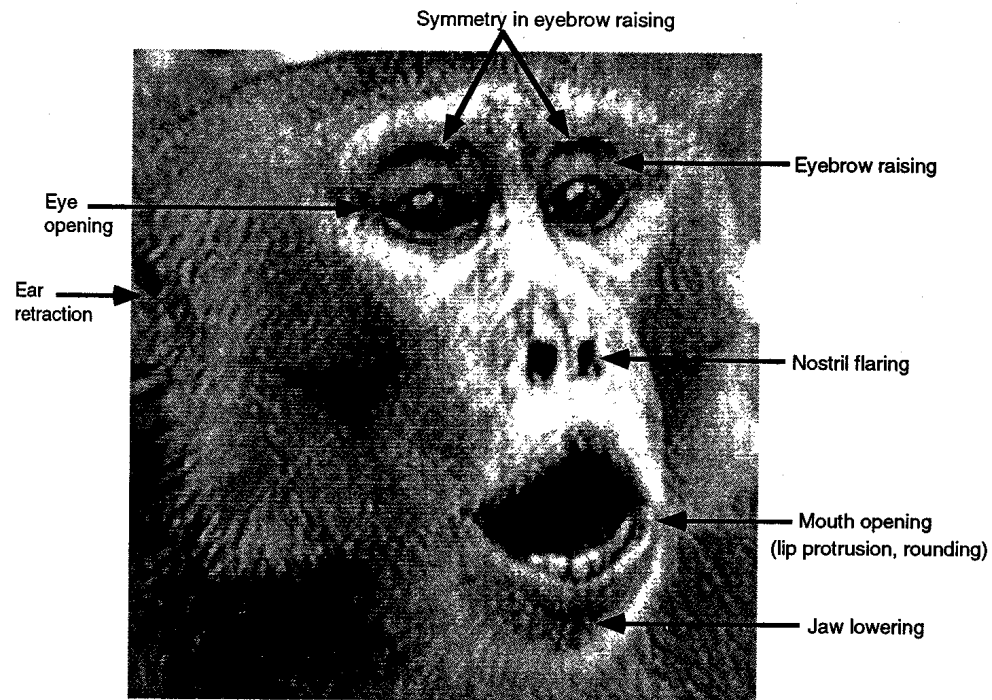 Symmetry in eyebrow raising
Eyebrow raising
Eye
opening
Ear
retraction
Nostril flaring
Mouth opening
(lip protrusion, rounding)
Jaw lowering